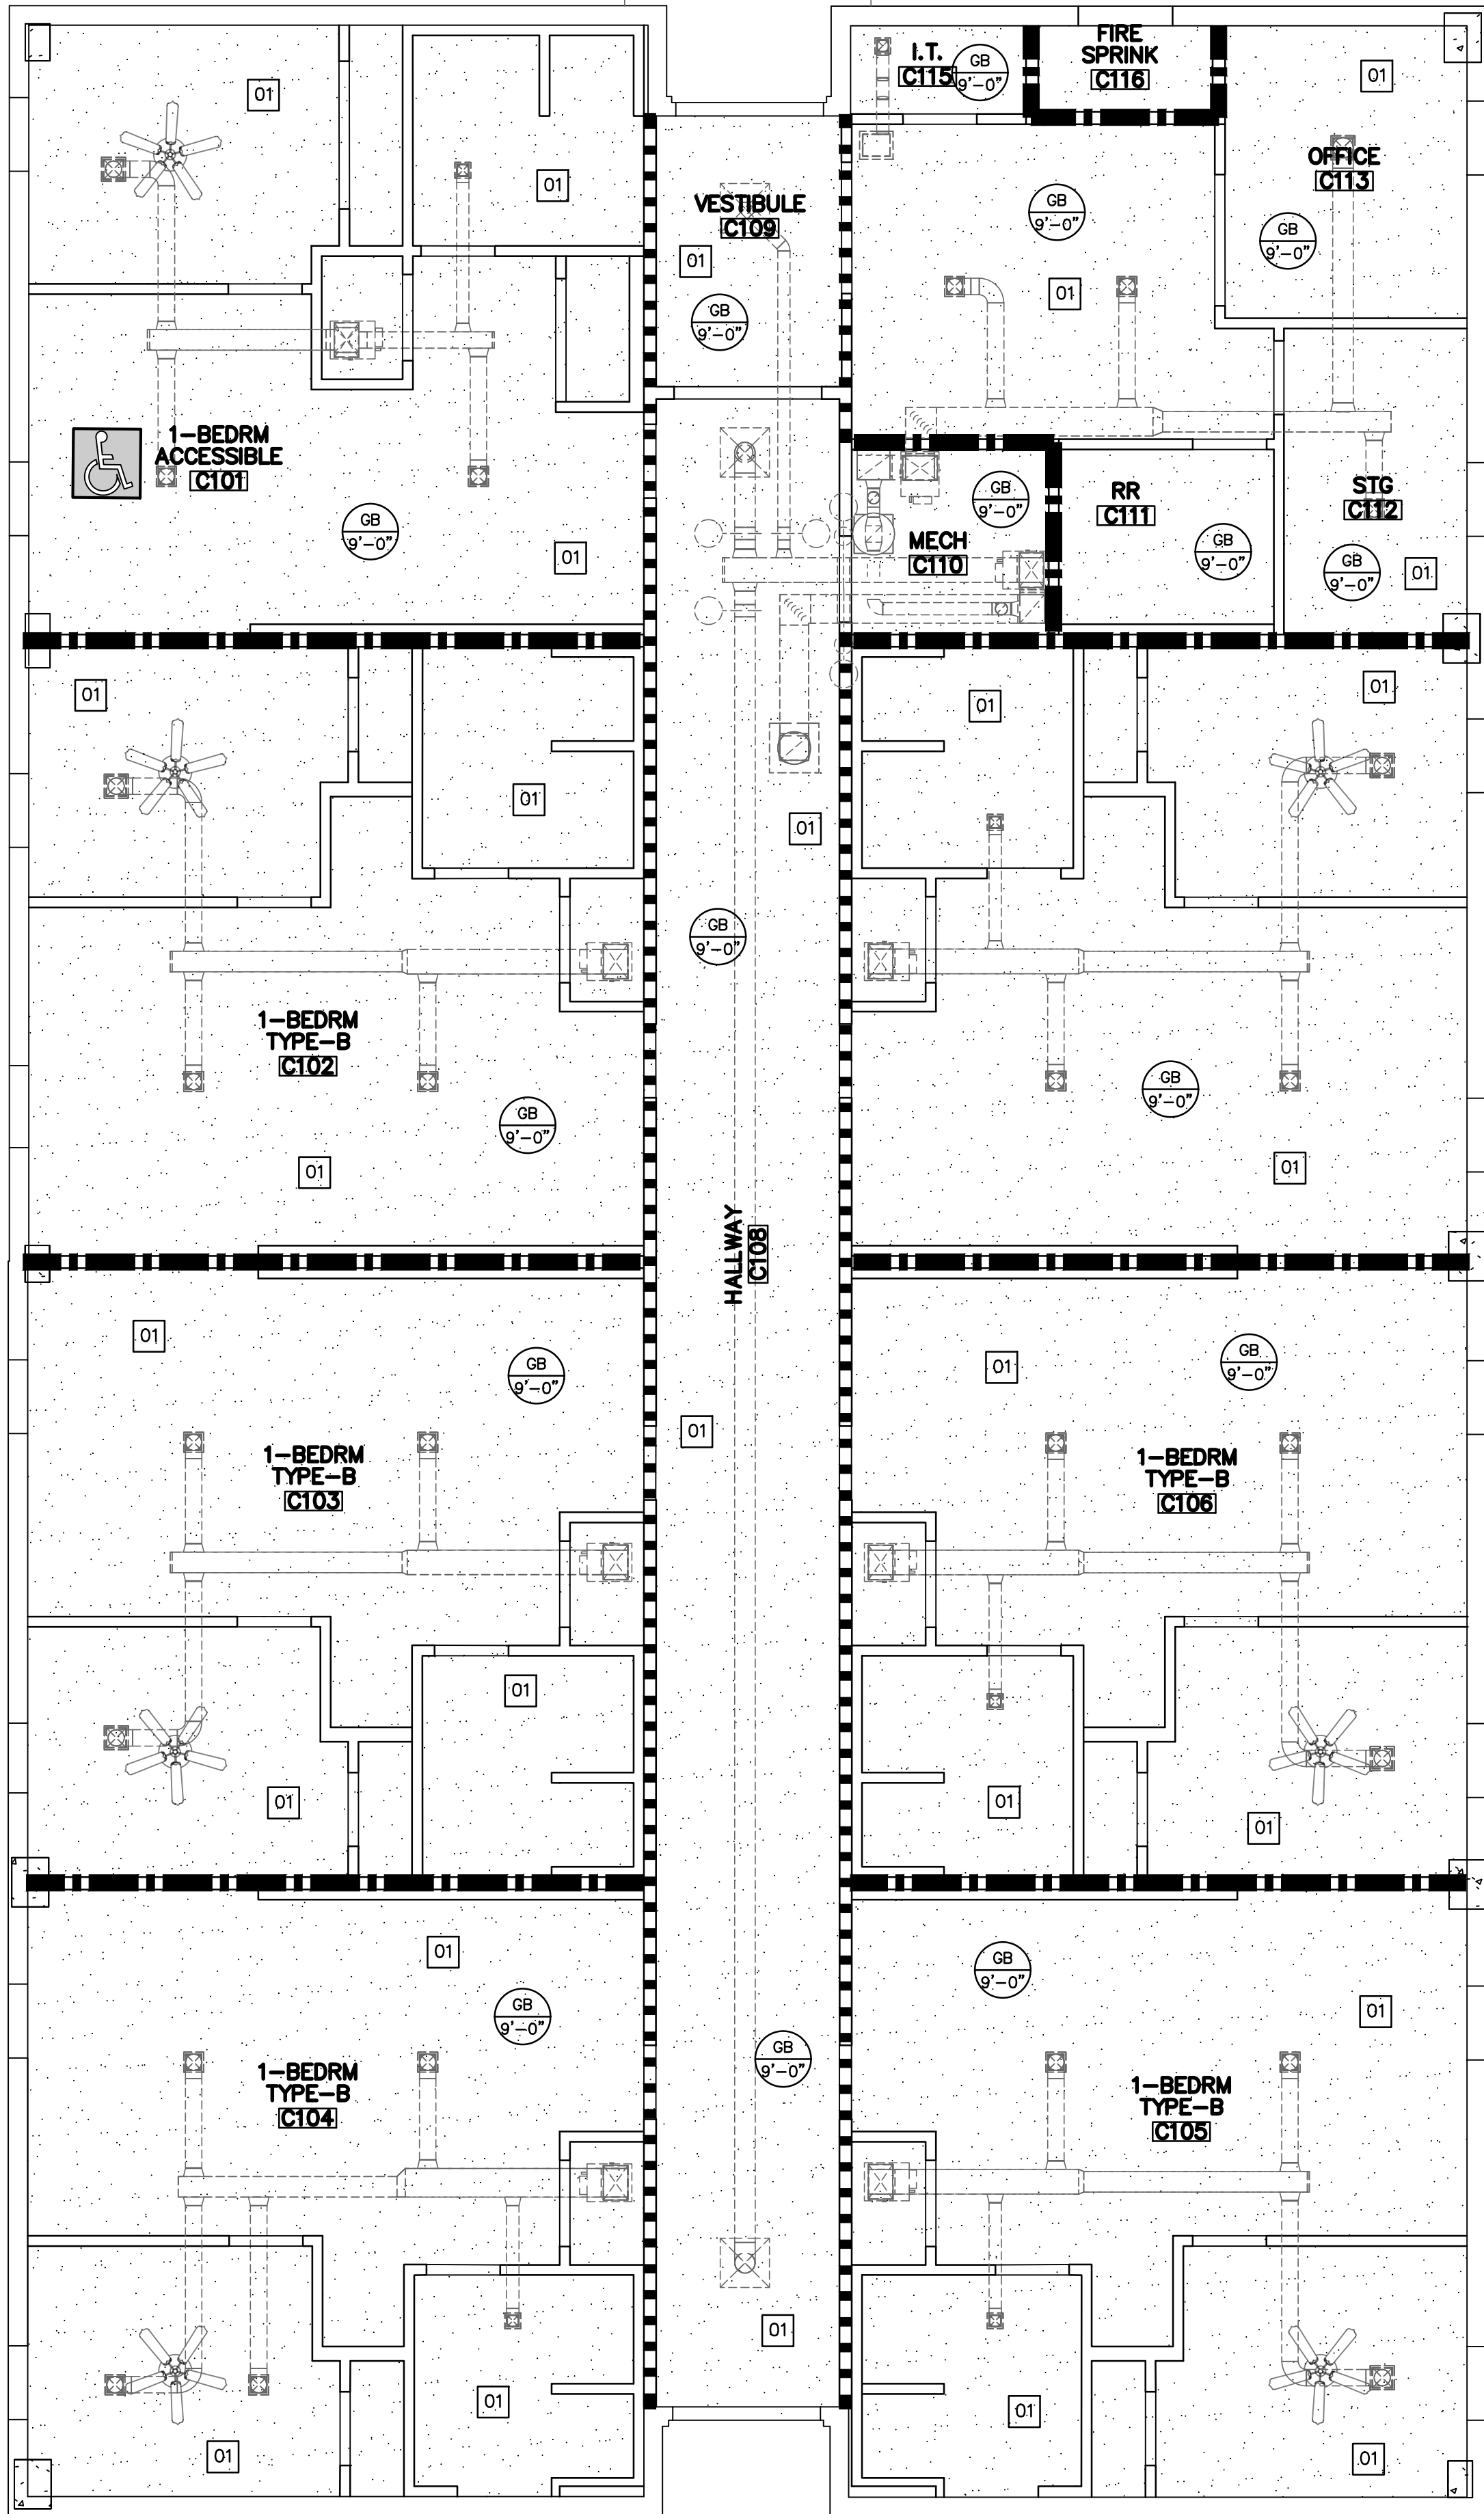 FIRE
SPRINK
C116
I.T.
C115
GB
9'-0"
01
01
OFFICE
C113
01
VESTIBULE
C109
GB
9'-0"
GB
9'-0"
01
01
GB
9'-0"
1-BEDRM
ACCESSIBLE
C101
GB
9'-0"
01
MECH
C110
GB
9'-0"
RR
C111
GB
9'-0"
STG
C112
GB
9'-0"
01
01
01
01
01
01
GB
9'-0"
1-BEDRM
TYPE-B
C102
GB
9'-0"
01
GB
9'-0"
01
HALLWAY
C108
01
GB
9'-0"
01
GB
9'-0"
01
1-BEDRM
TYPE-B
C103
1-BEDRM
TYPE-B
C106
01
01
01
01
01
GB
9'-0"
GB
9'-0"
01
GB
9'-0"
1-BEDRM
TYPE-B
C104
1-BEDRM
TYPE-B
C105
01
01
01
01
01